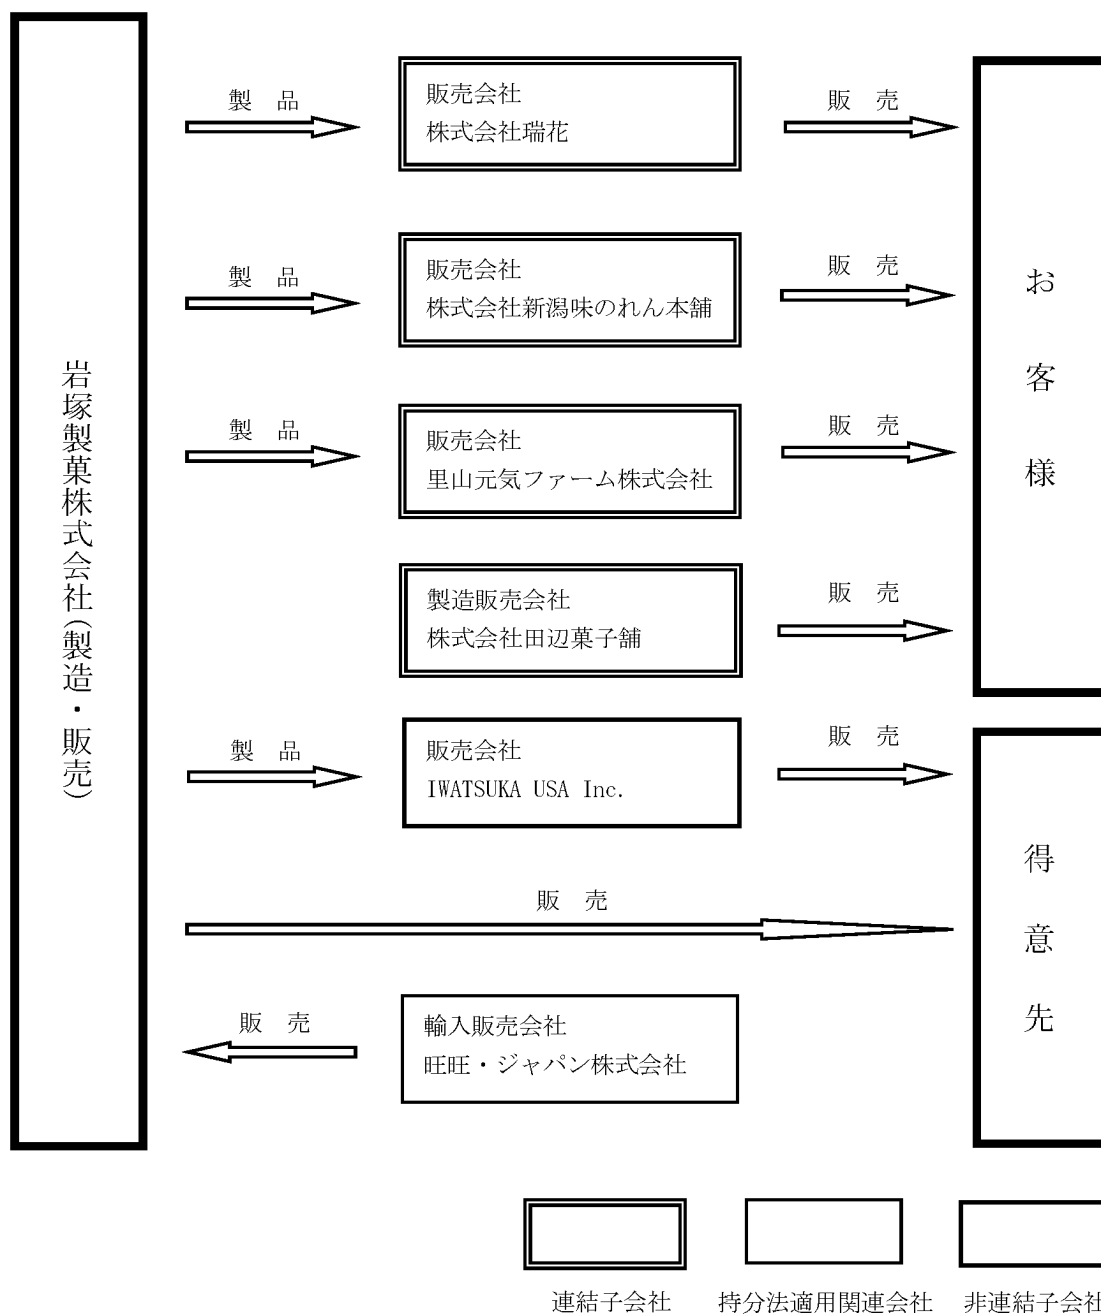 岩塚製菓株式会社(製造・販売)
製　品
販売会社
株式会社瑞花
販　売
製　品
販売会社
株式会社新潟味のれん本舗
販　売
製　品
販売会社
里山元気ファーム株式会社
販　売
製造販売会社
株式会社田辺菓子舗
販　売
お客様
製　品
販売会社
IWATSUKA USA Inc.
販　売
販　売
販　売
輸入販売会社
旺旺・ジャパン株式会社
得意先
連結子会社
持分法適用関連会社
非連結子会社